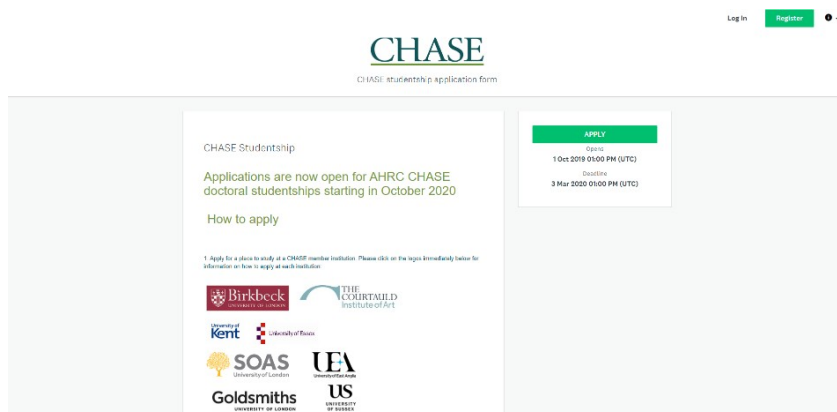 Log In
Register
CHASE
CHASE studentship application form
CHASE Studentship
APPLY
Opens
1 Oct 2019 01:00 PM (UTC)
Deadline
3 Mar 2020 01:00 PM (UTC)
Applications are now open for AHRC CHASE
doctoral studentships starting in October 2020
How to apply
1. Apply for a place to study at a CHASE member institution. Please click on the logos immediately below for
information on how to apply at each institution
Birkbeck
UNIVERSITY OF LONDON
THE
COURTAULD
Institute of Art
University of
Kent
University of Essex
SOAS
University of London
UEA
University of East Anglia
Goldsmiths
UNIVERSITY OF LONDON
US
UNIVERSITY
OF SUSSEX